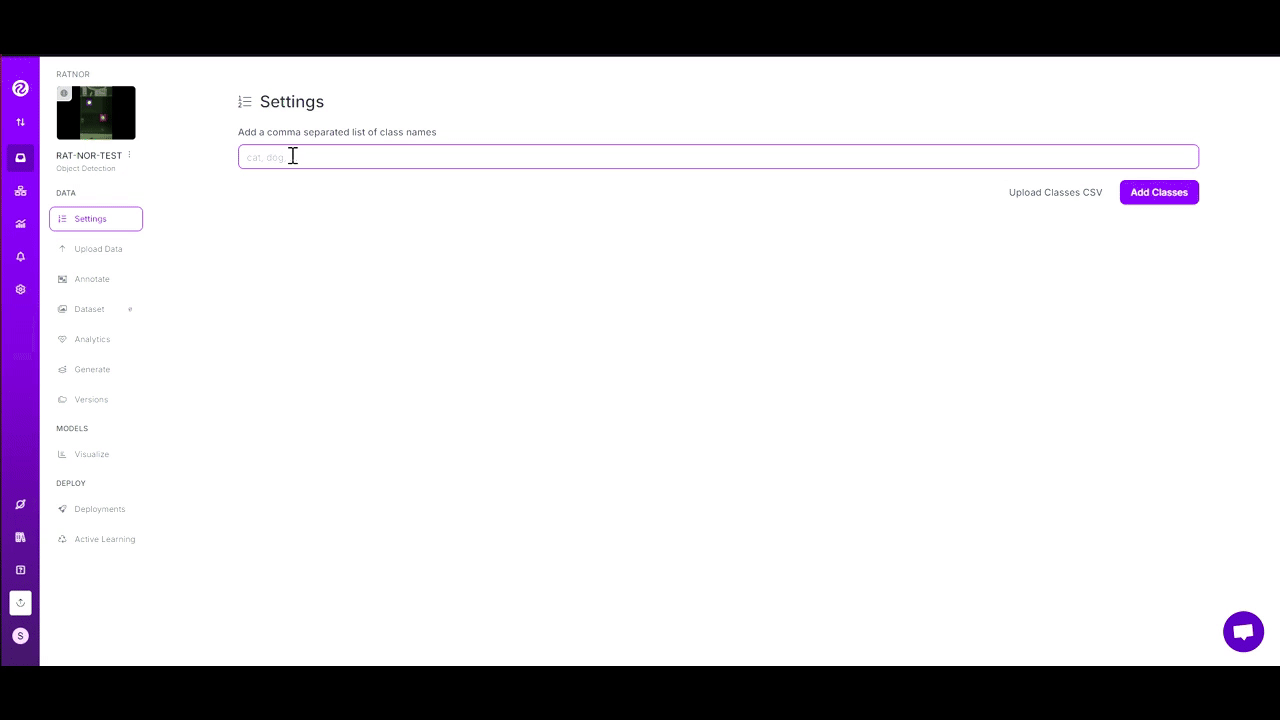 RATNOR
RAT-NOR-TEST
Object Detection
DATA
Settings
Upload Data
Annotate
Dataset
Analytics
Generate
Versions
MODELS
Visualize
DEPLOY
Deployments
Active Learning
S
Settings
Add a comma separated list of class names
cat, dog,
Upload Classes CSV
Add Classes